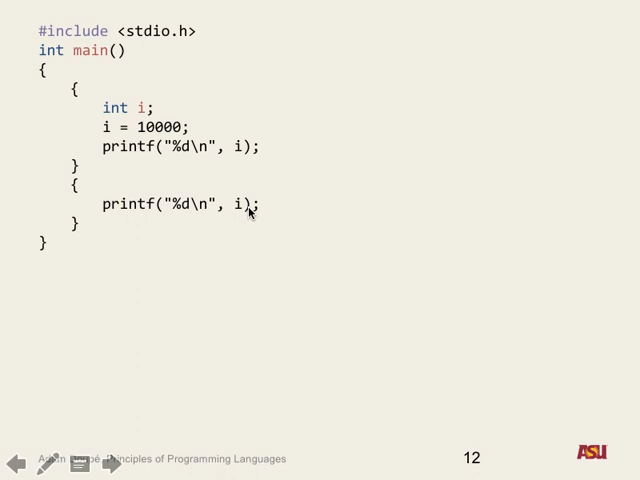 #include <stdio.h>
int main()
{
{
int i;
i = 10000;
printf("%d\n", i);
}
{
printf("%d\n", i);
}
}
Principles of Programming Languages
12
ASU